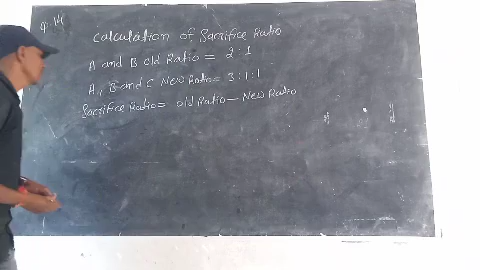 Q.14
Calculation of Sacrifice Ratio
A and B old Ratio = 2:1
A, B and C New Ratio = 3:1:1
Sacrifice Ratio = old Ratio - New Ratio